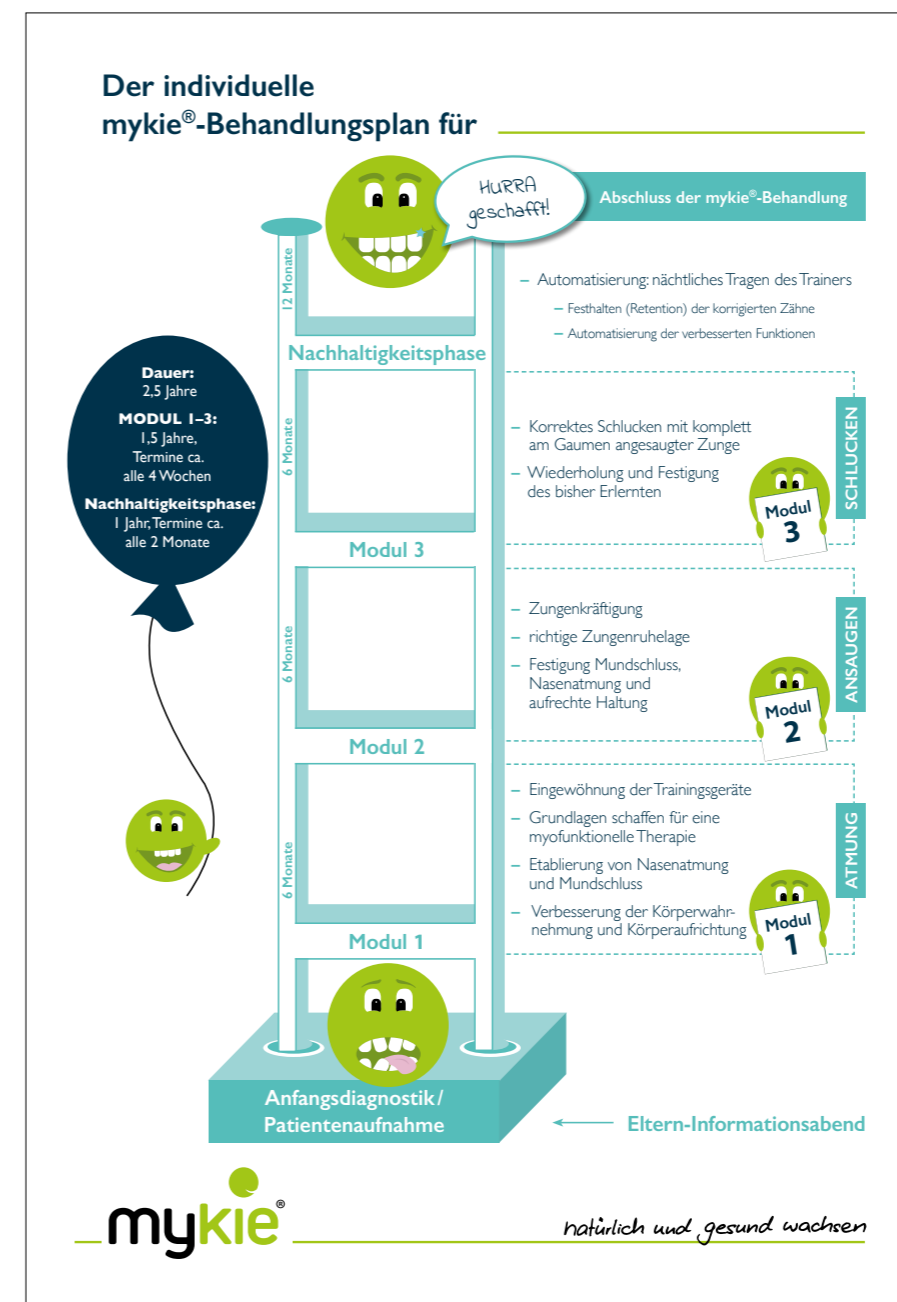 Der individuelle
mykie®-Behandlungsplan für
HURRA
geschafft!
Abschluss der mykie®-Behandlung
12 Monate
– Automatisierung: nächtliches Tragen des Trainers
– Festhalten (Retention) der korrigierten Zähne
– Automatisierung der verbesserten Funktionen
Nachhaltigkeitsphase
Dauer:
2,5 Jahre
MODUL 1–3:
1,5 Jahre,
Termine ca.
alle 4 Wochen
Nachhaltigkeitsphase:
1 Jahr, Termine ca.
alle 2 Monate
6 Monate
– Korrektes Schlucken mit komplett
am Gaumen angesaugter Zunge
– Wiederholung und Festigung
des bisher Erlernten
Modul
3
SCHLUCKEN
Modul 3
6 Monate
– Zungenkräftigung
– richtige Zungenruhelage
– Festigung Mundschluss,
Nasenatmung und
aufrechte Haltung
Modul
2
ANSAUGEN
Modul 2
6 Monate
– Eingewöhnung der Trainingsgeräte
– Grundlagen schaffen für eine
myofunktionelle Therapie
– Etablierung von Nasenatmung
und Mundschluss
– Verbesserung der Körperwahr-
nehmung und Körperaufrichtung
Modul
1
ATMUNG
Modul 1
Anfangsdiagnostik/
Patientenaufnahme
Eltern-Informationsabend
mykie®
natürlich und gesund wachsen